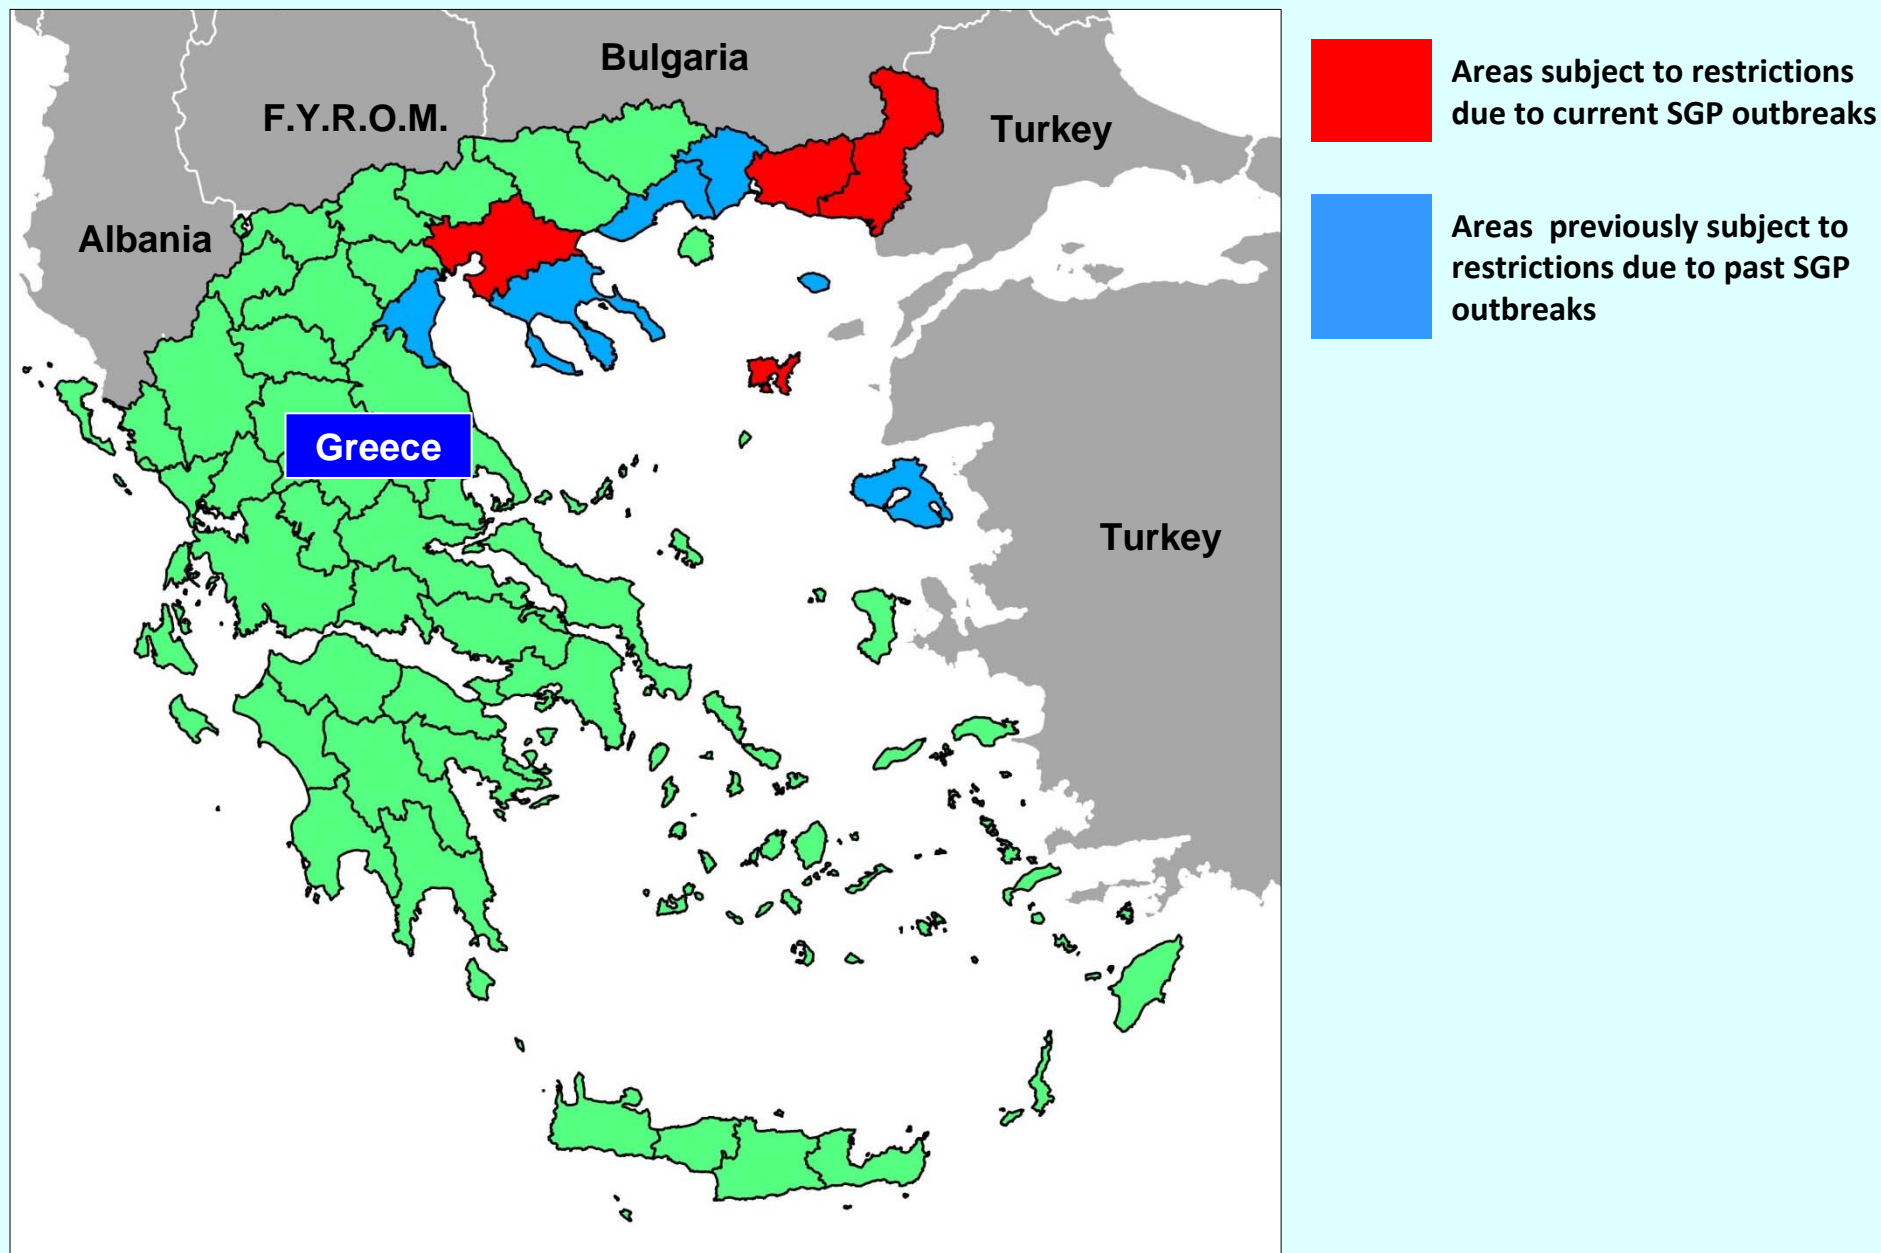 Bulgaria
F.Y.R.O.M.
Turkey
Albania
Greece
Turkey
Areas subject to restrictions
due to current SGP outbreaks
Areas  previously subject to
restrictions due to past SGP
outbreaks